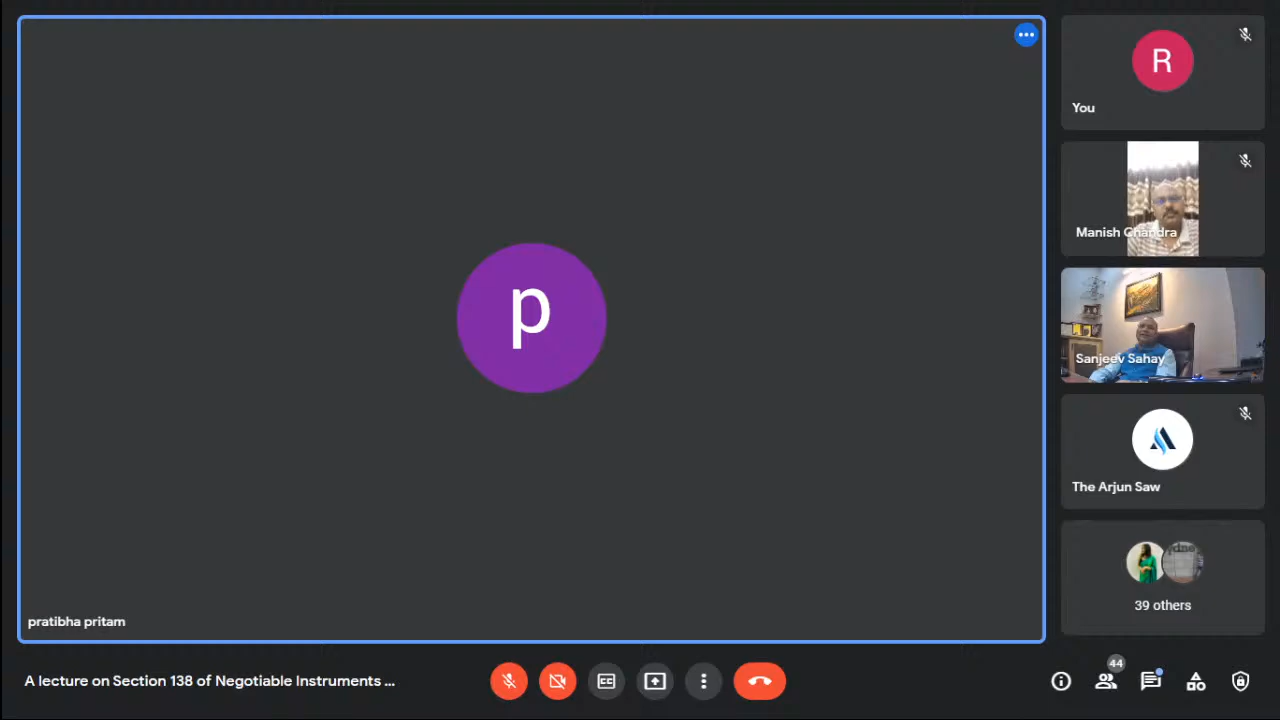 p
pratibha pritam
R
You
Manish Chandra
Sanjeev Sahay
The Arjun Saw
39 others
A lecture on Section 138 of Negotiable Instruments ...
CC
44